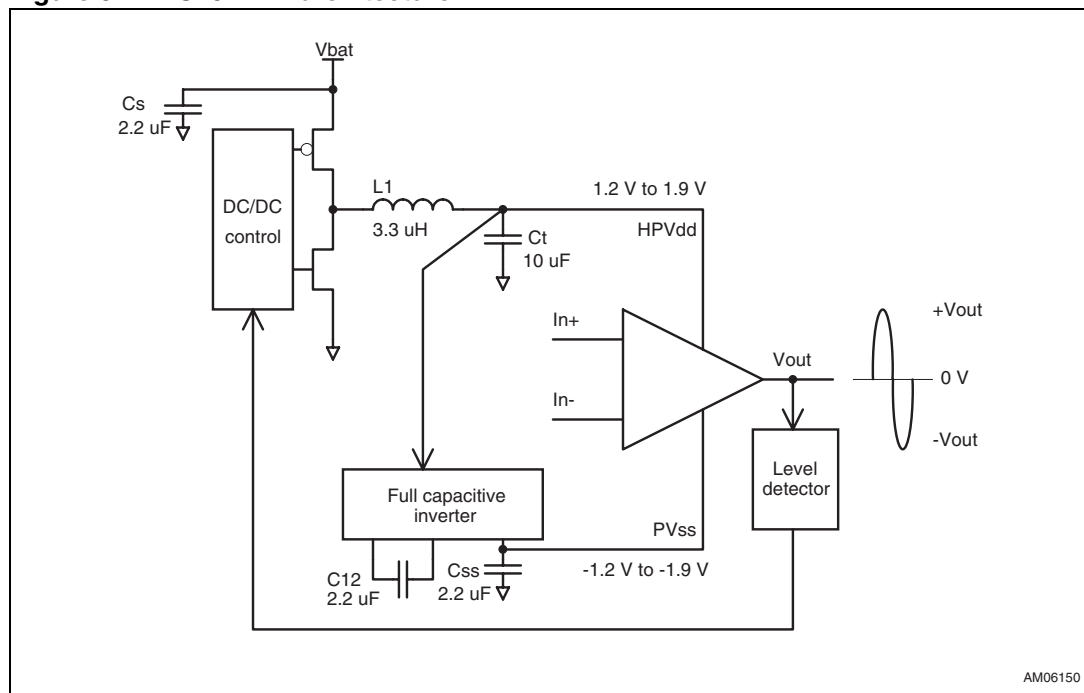 Vbat
Cs
2.2 uF
DC/DC
control
L1
3.3 uH
1.2 V to 1.9 V
HPVdd
Ct
10 uF
In+
In-
Vout
+Vout
0 V
-Vout
Level
detector
Full capacitive
inverter
PVss
-1.2 V to -1.9 V
C12
2.2 uF
Css
2.2 uF
AM06150